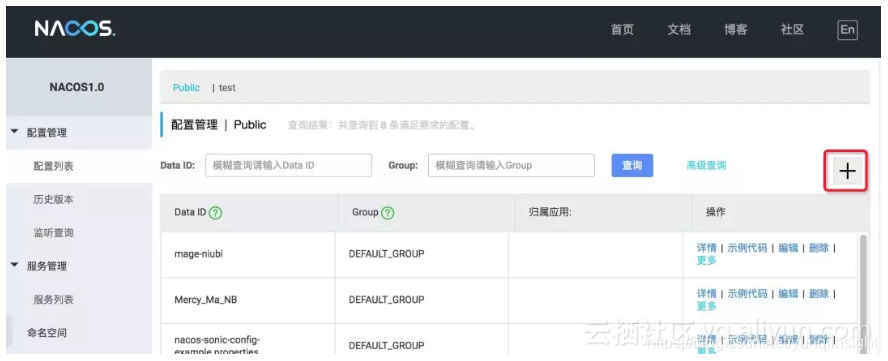 NACOS.
首页 文档 博客 社区 En
NACOS1.0
Public | test
配置管理 | Public 查询结果：共查询到 8 条满足要求的配置。
配置管理
配置列表
Data ID: 模糊查询请输入Data ID Group: 模糊查询请输入Group 查询 高级查询 +
历史版本
Data ID ? Group ? 归属应用: 操作
监听查询
mage-niubi DEFAULT_GROUP 详情 | 示例代码 | 编辑 | 删除 |
更多
服务管理
服务列表
Mercy_Ma_NB DEFAULT_GROUP 详情 | 示例代码 | 编辑 | 删除 |
更多
命名空间
nacos-sonic-config-
example.properties DEFAULT_GROUP 详情 | 示例代码 | 编辑 | 删除 |
云栖社区 yq.aliyun.com